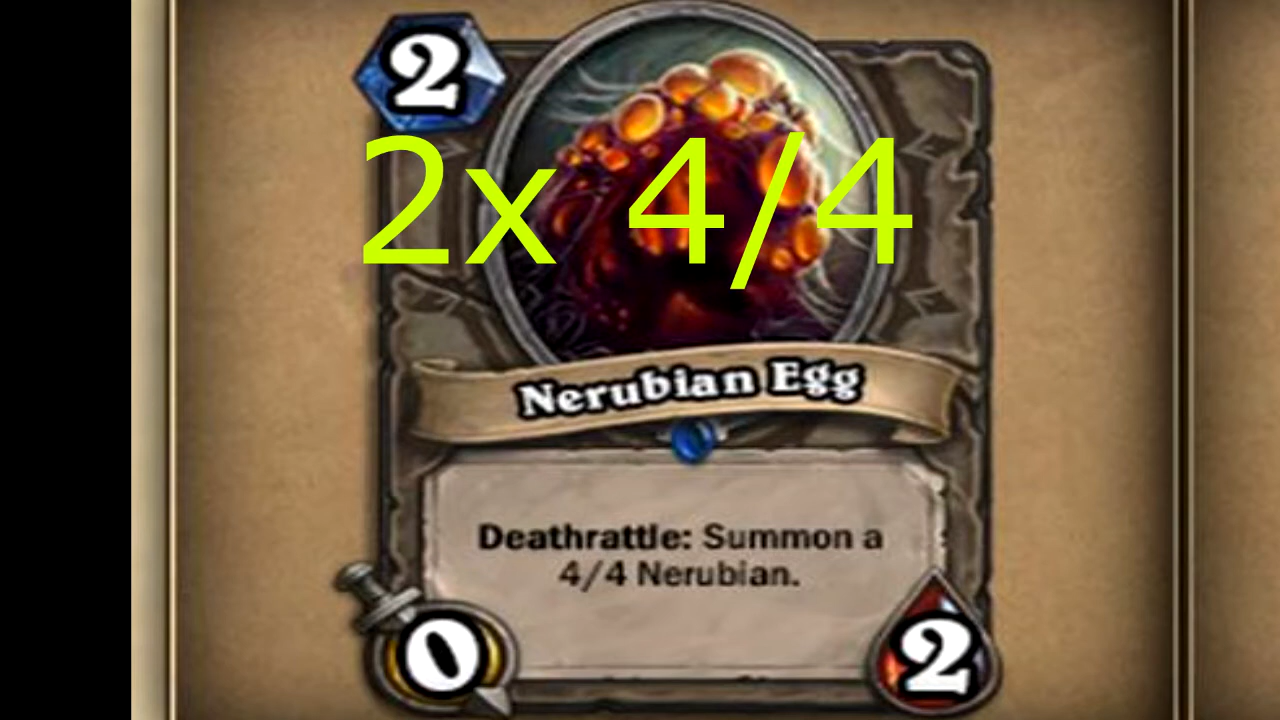 2
2x 4/4
Nerubian Egg
Deathrattle: Summon a
4/4 Nerubian.
0
2